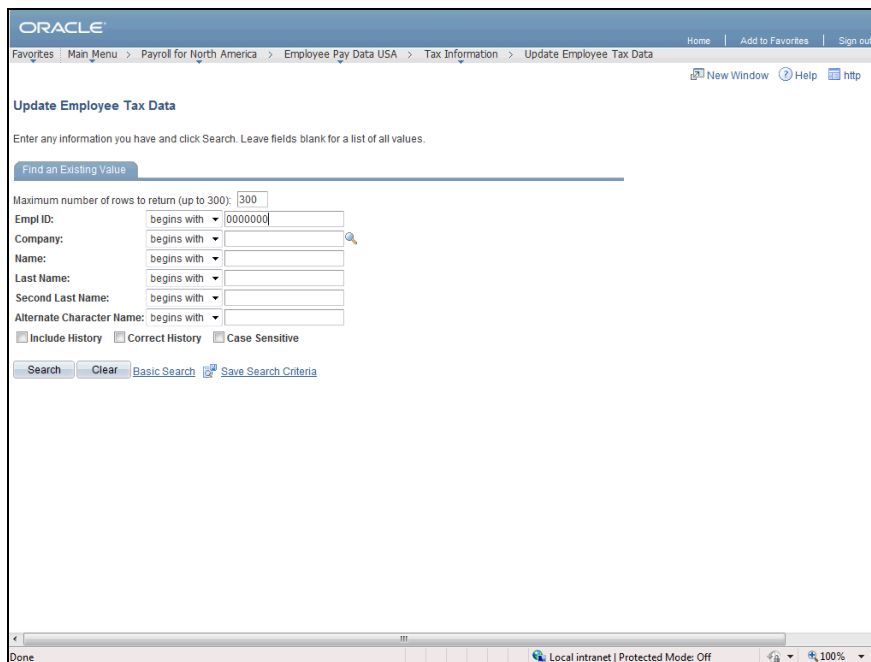 ORACLE
Home | Add to Favorites | Sign out
Favorites Main Menu > Payroll for North America > Employee Pay Data USA > Tax Information > Update Employee Tax Data
New Window Help http
Update Employee Tax Data
Enter any information you have and click Search. Leave fields blank for a list of all values.
Find an Existing Value
Maximum number of rows to return (up to 300): 300
Empl ID: begins with 0000000
Company: begins with
Name: begins with
Last Name: begins with
Second Last Name: begins with
Alternate Character Name: begins with
Include History Correct History Case Sensitive
Search Clear Basic Search Save Search Criteria
Done Local intranet | Protected Mode: Off 100%